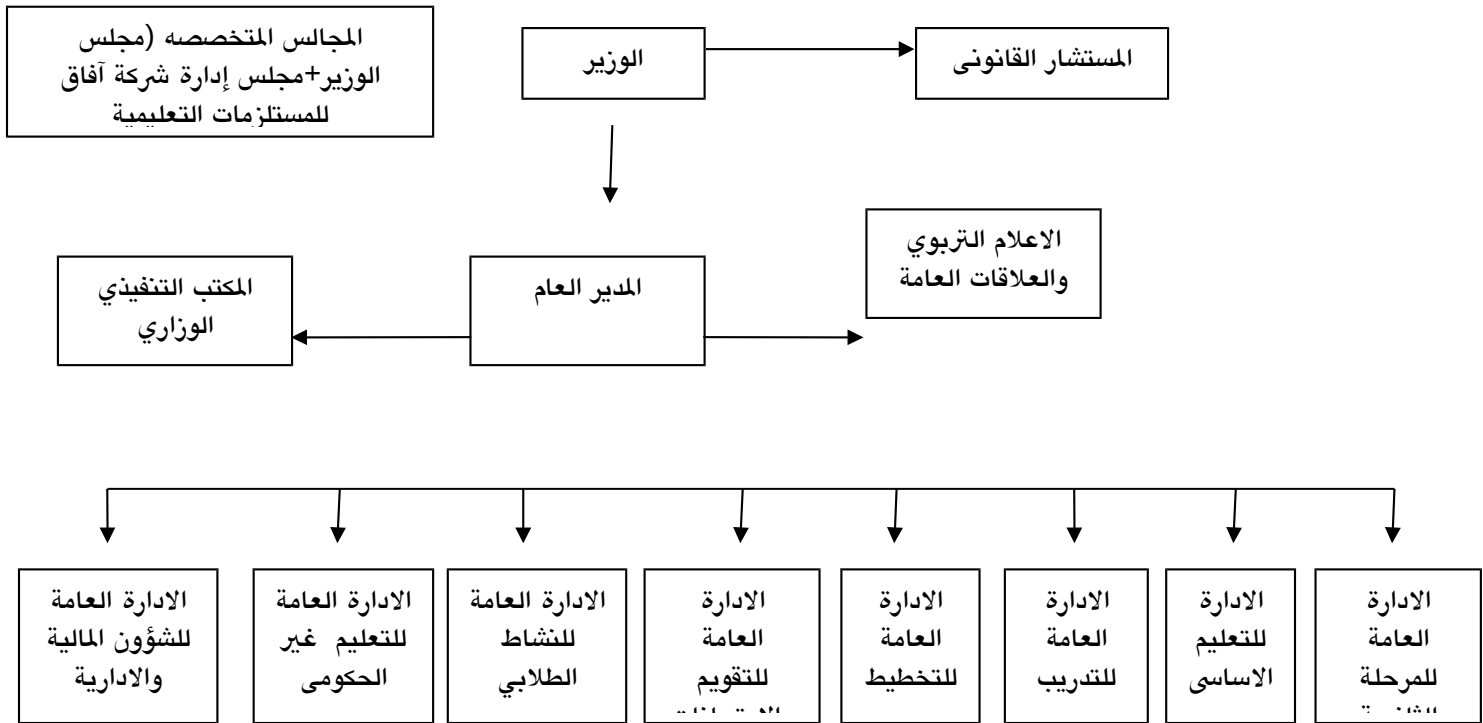 المجالس المتخصصه (مجلس
الوزير+مجلس إدارة شركة آفاق
للمستلزمات التعليمية
الوزير
المستشار القانونى
الاعلام التربوي
والعلاقات العامة
المدير العام
المكتب التنفيذي
الوزاري
الادارة
العامة
للمرحلة
الادارة
للتعليم
الاساسى
الادارة
العامة
للتدريب
الادارة
العامة
للتخطيط
الادارة
العامة
للتقويم
الادارة العامة
للنشاط
الطلابي
الادارة العامة
للتعليم غير
الحكومى
الادارة العامة
للشؤون المالية
والادارية